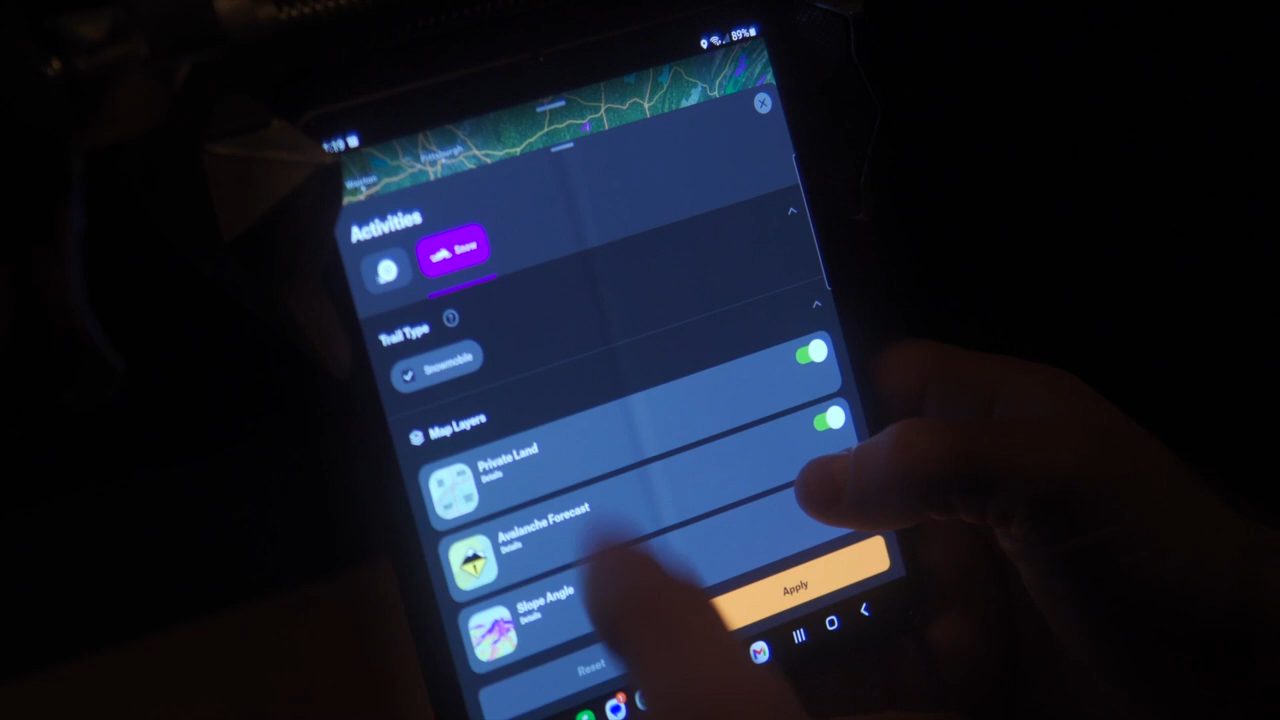 89%
Pittsburgh
Activities
Snow
Trail Type
?
Snowmobile
Map Layers
Private Land
Details
Avalanche Forecast
Details
Slope Angle
Details
Apply
Reset